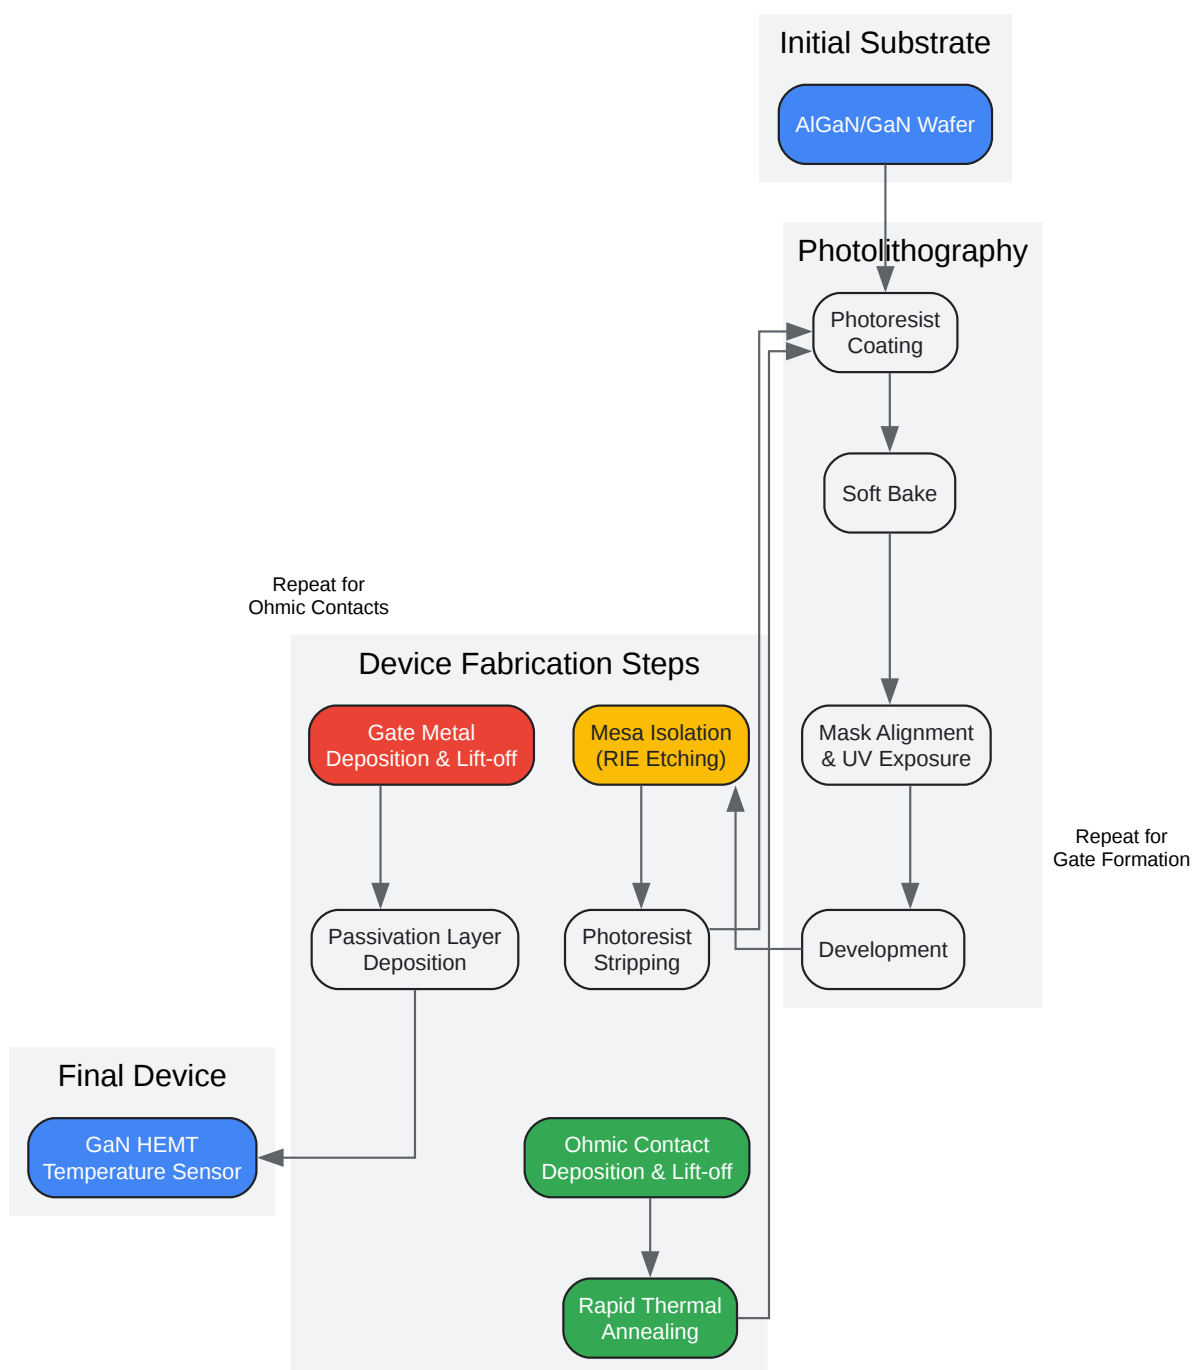 Initial Substrate
AlGaN/GaN Wafer
Photolithography
Photoresist
Coating
Soft Bake
Repeat for
Ohmic Contacts
Device Fabrication Steps
Gate Metal
Deposition & Lift-off
Mesa Isolation
(RIE Etching)
Mask Alignment
& UV Exposure
Repeat for
Gate Formation
Passivation Layer
Deposition
Photoresist
Stripping
Development
Final Device
GaN HEMT
Temperature Sensor
Ohmic Contact
Deposition & Lift-off
Rapid Thermal
Annealing